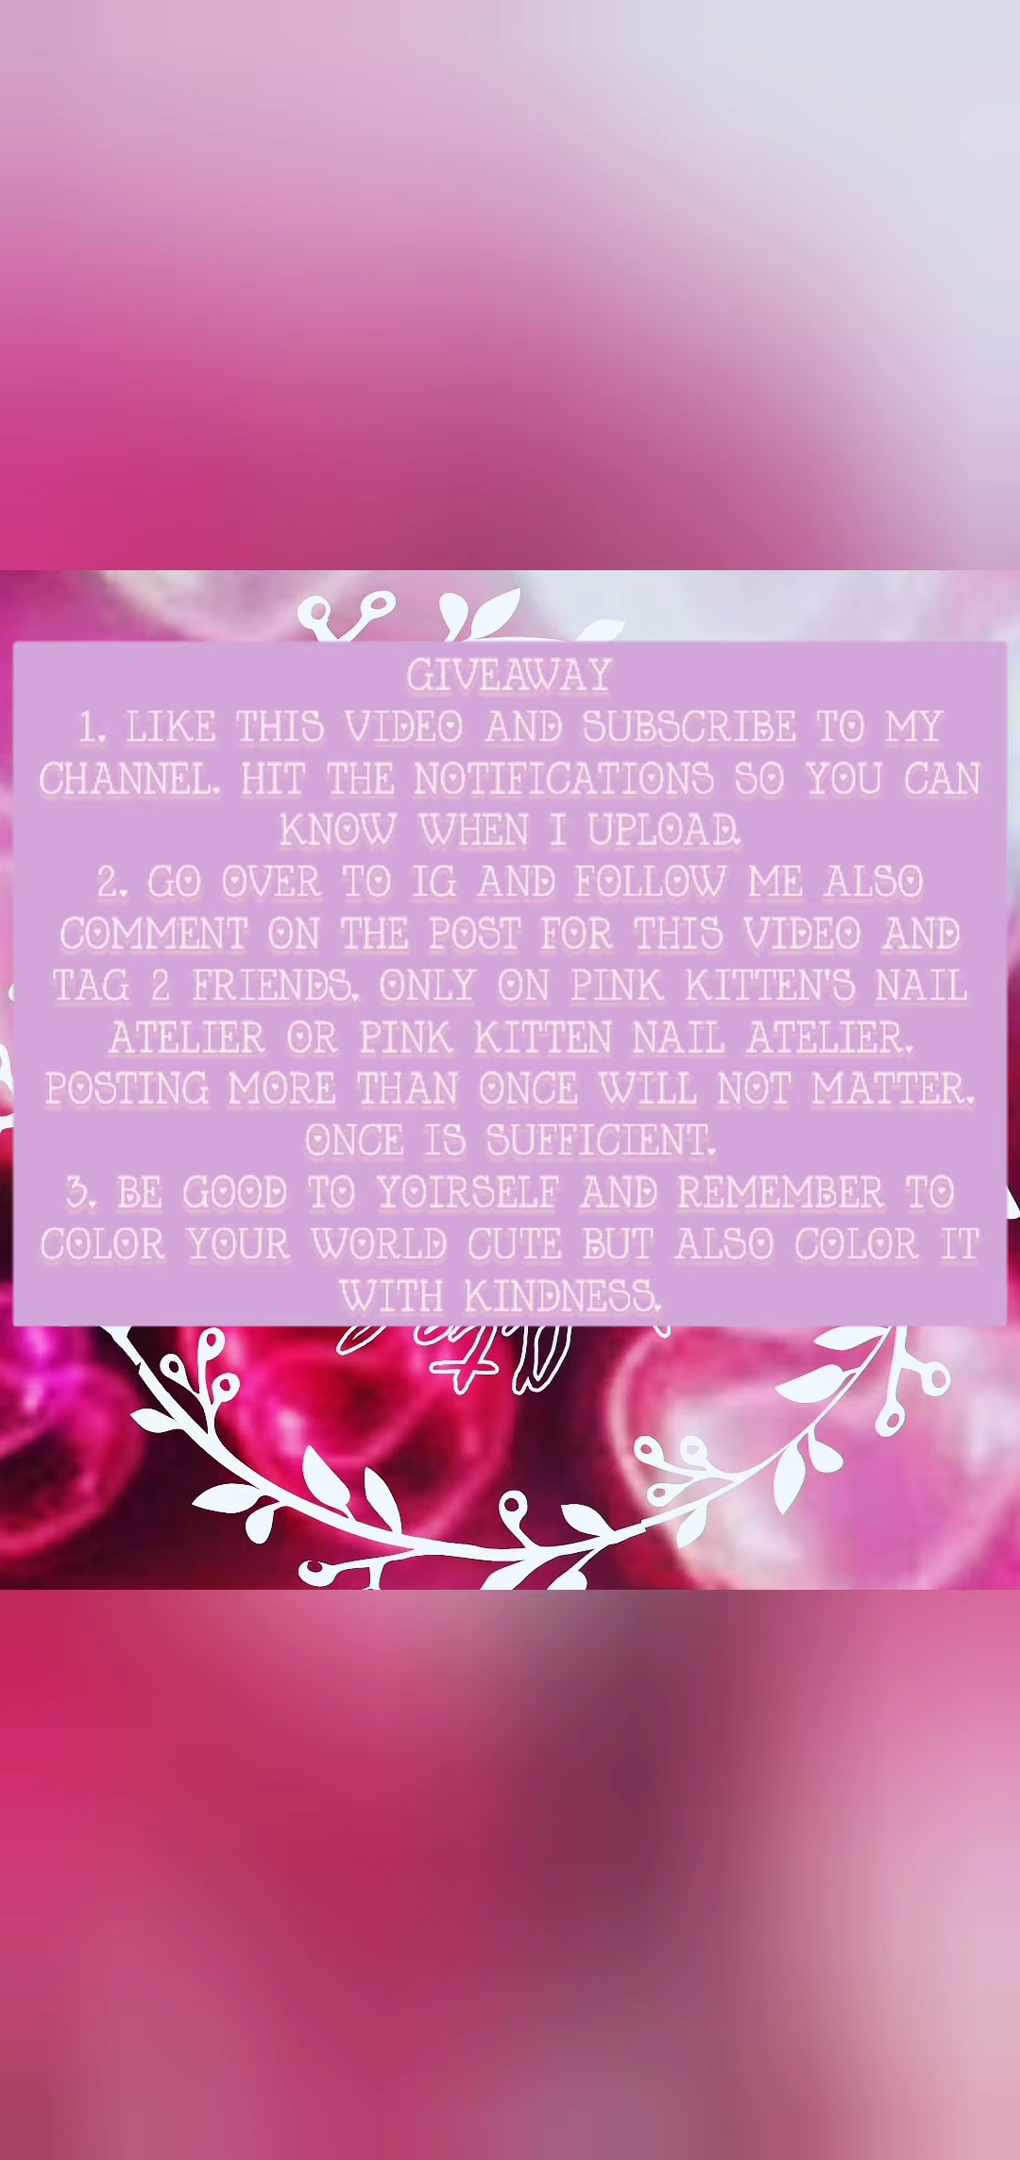 GIVEAWAY
1. LIKE THIS VIDEO AND SUBSCRIBE TO MY
CHANNEL. HIT THE NOTIFICATIONS SO YOU CAN
KNOW WHEN I UPLOAD.
2. GO OVER TO IG AND FOLLOW ME ALSO
COMMENT ON THE POST FOR THIS VIDEO AND
TAG 2 FRIENDS. ONLY ON PINK KITTEN'S NAIL
ATELIER OR PINK KITTEN NAIL ATELIER.
POSTING MORE THAN ONCE WILL NOT MATTER.
ONCE IS SUFFICIENT.
3. BE GOOD TO YOIRSELF AND REMEMBER TO
COLOR YOUR WORLD CUTE BUT ALSO COLOR IT
WITH KINDNESS.